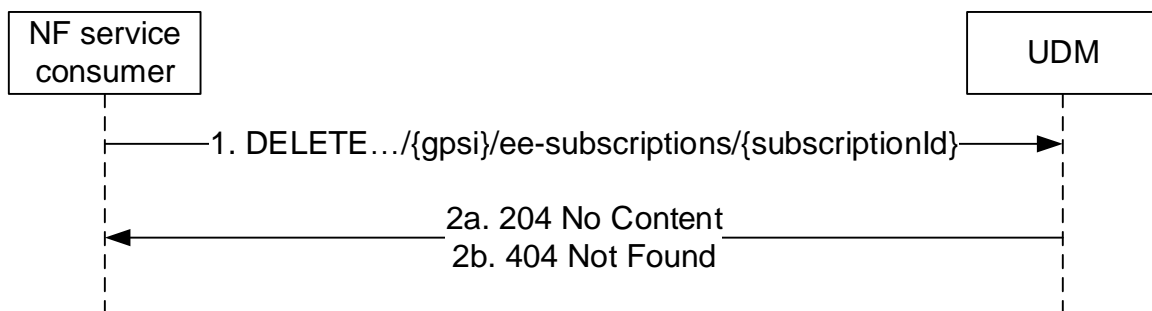 NF service
consumer
UDM
1. DELETE…/{gpsi}/ee-subscriptions/{subscriptionId}
2a. 204 No Content
2b. 404 Not Found